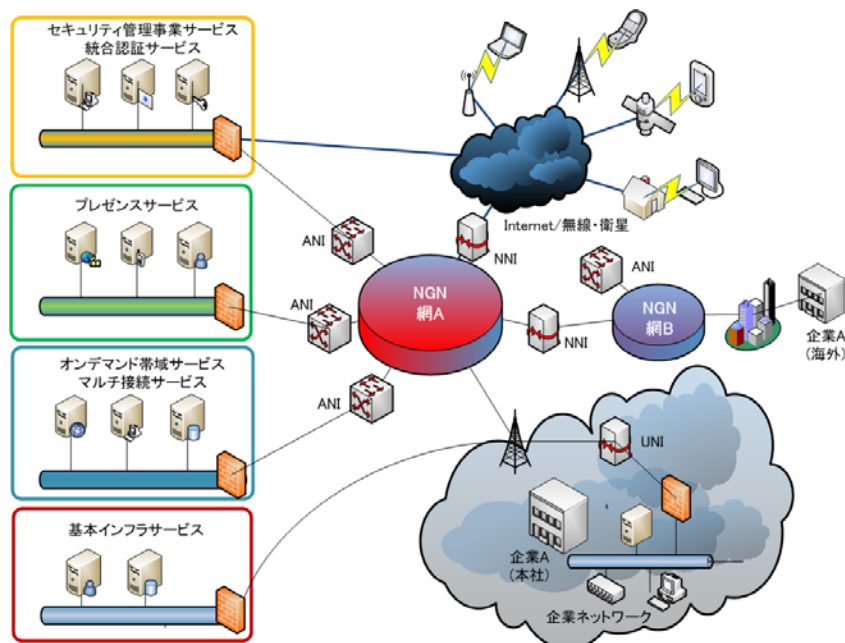 セキュリティ管理事業サービス
統合認証サービス
プレゼンスサービス
オンデマンド帯域サービス
マルチ接続サービス
基本インフラサービス
Internet/無線・衛星
ANI
NNI
ANI
NGN
網A
ANI
NGN
網B
NNI
企業A
(海外)
ANI
UNI
企業A
(本社)
企業ネットワーク